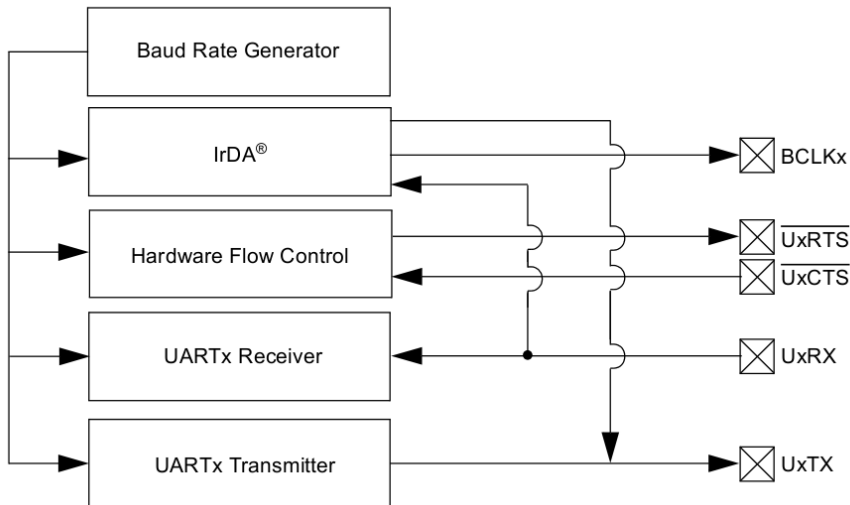 Baud Rate Generator
IrDA®
BCLKx
Hardware Flow Control
UxRTS
UxCTS
UARTx Receiver
UxRX
UARTx Transmitter
UxTX